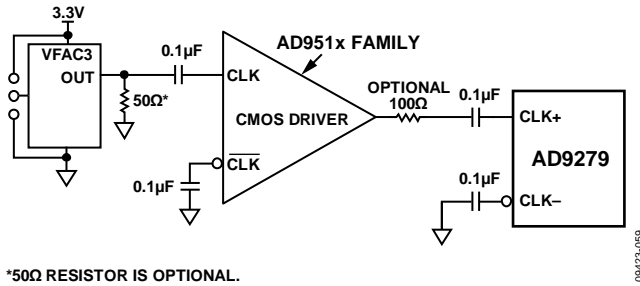 3.3V
VFAC3
OUT
50Ω*
0.1µF
AD951x FAMILY
CLK
CMOS DRIVER
CLK
0.1µF
OPTIONAL
100Ω
0.1µF
CLK+
AD9279
0.1µF
CLK–
*50Ω RESISTOR IS OPTIONAL.
09423-059